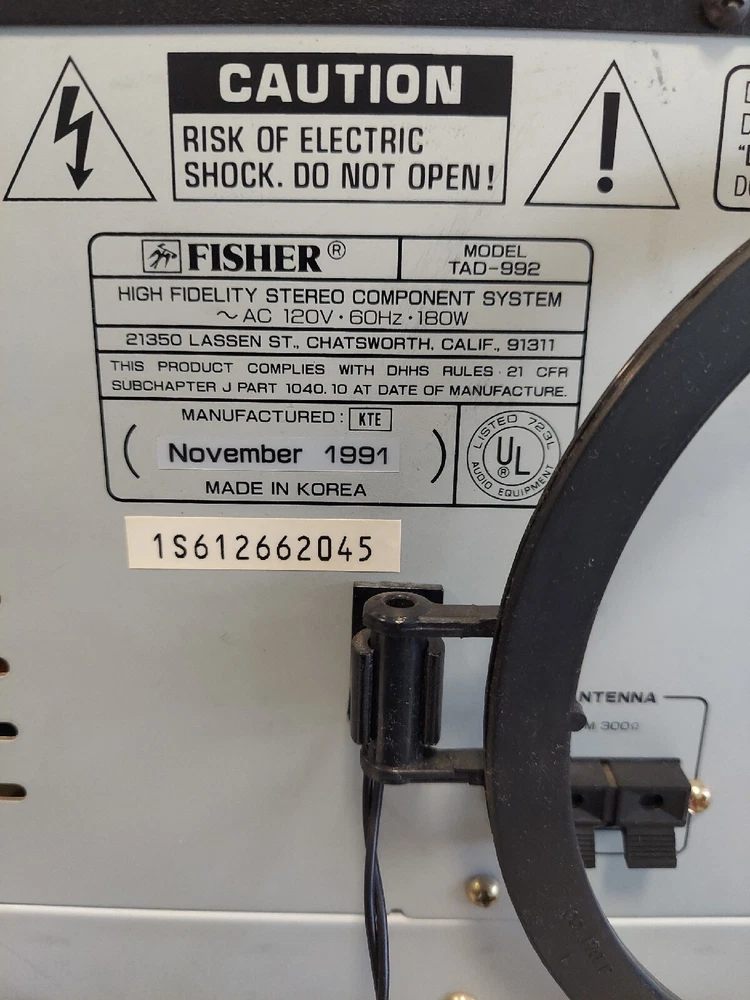 CAUTION
RISK OF ELECTRIC
SHOCK. DO NOT OPEN!
FISHER®
MODEL
TAD-992
HIGH FIDELITY STEREO COMPONENT SYSTEM
~ AC 120V · 60Hz · 180W
21350 LASSEN ST., CHATSWORTH. CALIF., 91311
THIS PRODUCT COMPLIES WITH DHHS RULES · 21 CFR
SUBCHAPTER J PART 1040.10 AT DATE OF MANUFACTURE.
MANUFACTURED: KTE
( November 1991 )
MADE IN KOREA
LISTED 723L
UL®
AUDIO EQUIPMENT
1S612662045
NTENNA
M 300Ω